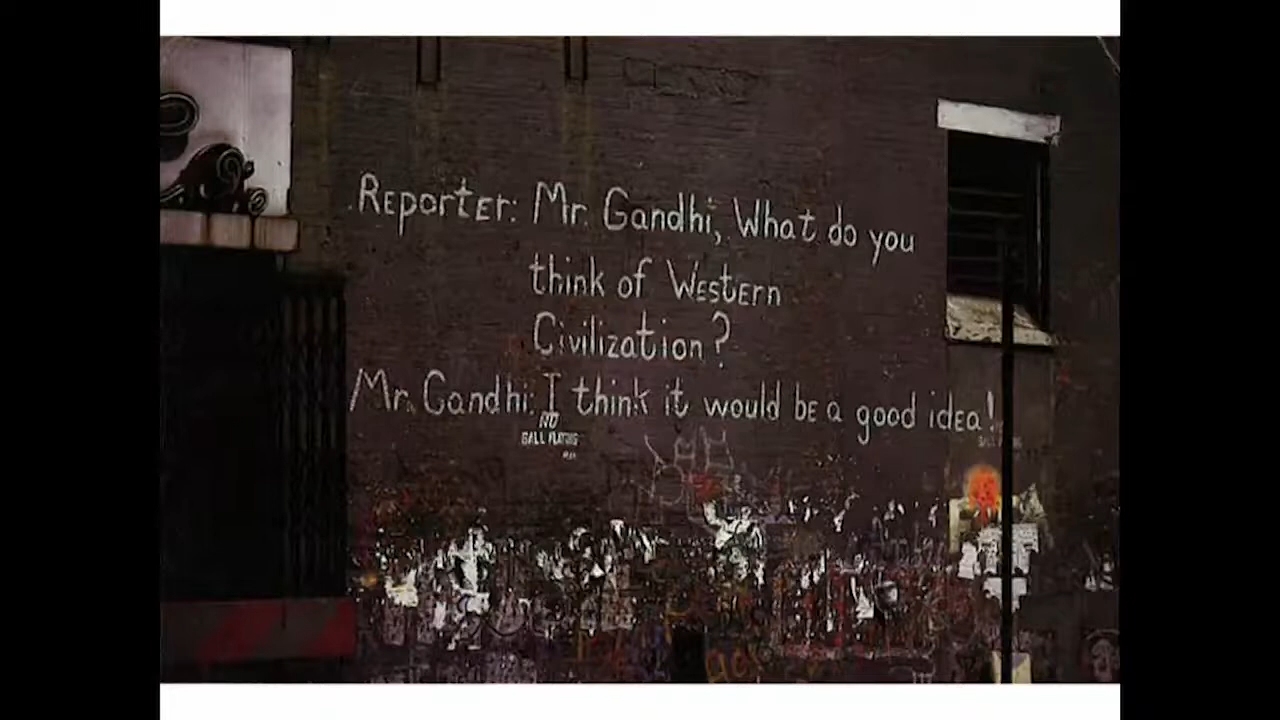 Reporter: Mr. Gandhi, What do you
think of Western
Civilization?
Mr. Gandhi: I think it would be a good idea!
NO
BALL PLAYING